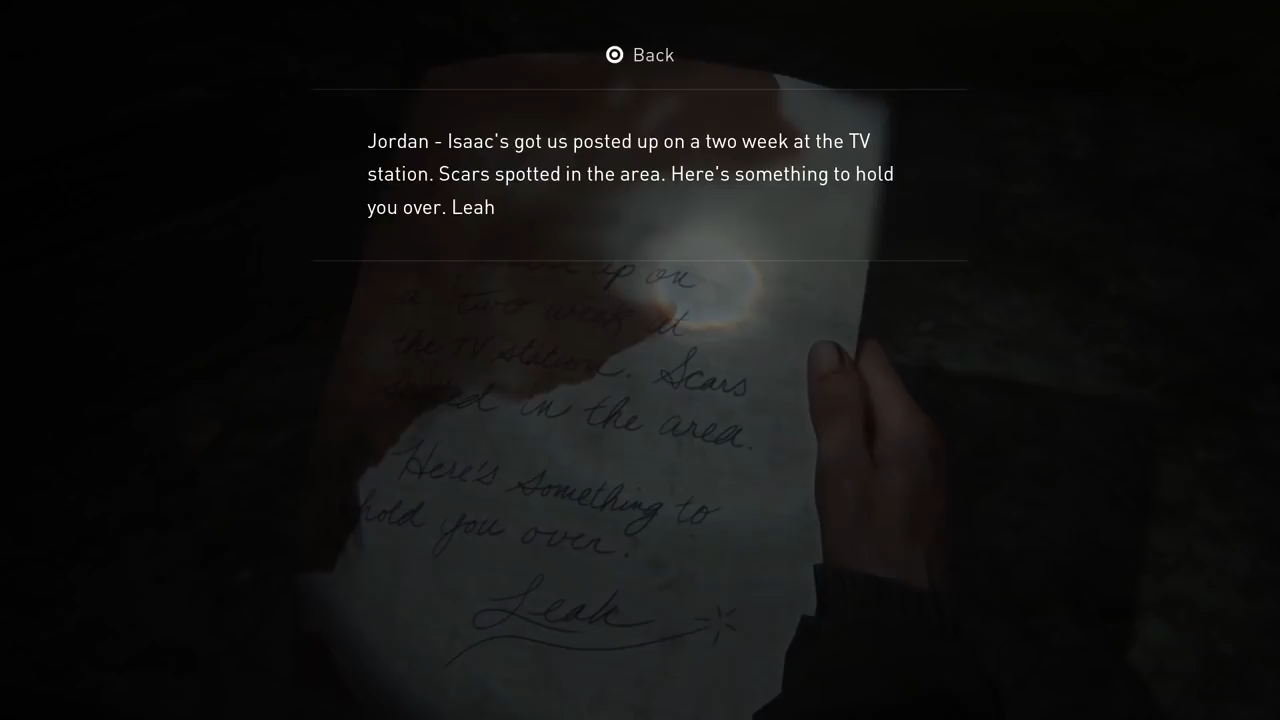 Back
Jordan - Isaac's got us posted up on a two week at the TV
station. Scars spotted in the area. Here's something to hold
you over. Leah
up on
a two week at
the TV station. Scars
in the area.
Here's something to
hold you over.
Leah